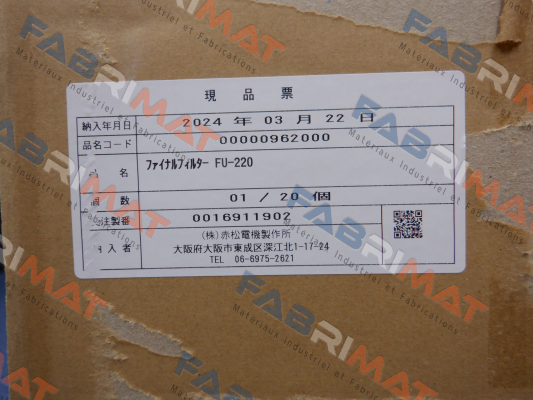 現品票
納入年月日 2024 年 03 月 22 日
品名コード 00000962000
名 ファイナルフィルター FU-220
個数 01 / 20 個
注製番 0016911902
入者 (株)赤松電機製作所
大阪府大阪市東成区深江北1-17-24
TEL 06-6975-2621
FABRIMAT
Materiaux Industriel et Fabrications